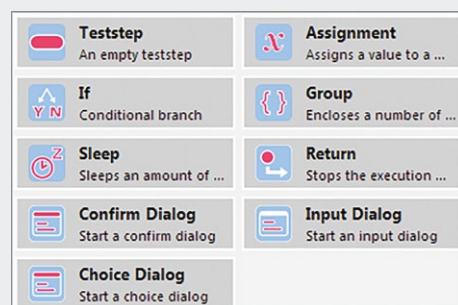 Teststep
An empty teststep
Assignment
Assigns a value to a ...
If
Conditional branch
Group
Encloses a number of ...
Sleep
Sleeps an amount of ...
Return
Stops the execution ...
Confirm Dialog
Start a confirm dialog
Input Dialog
Start an input dialog
Choice Dialog
Start a choice dialog
x
Y N
{ }
Z